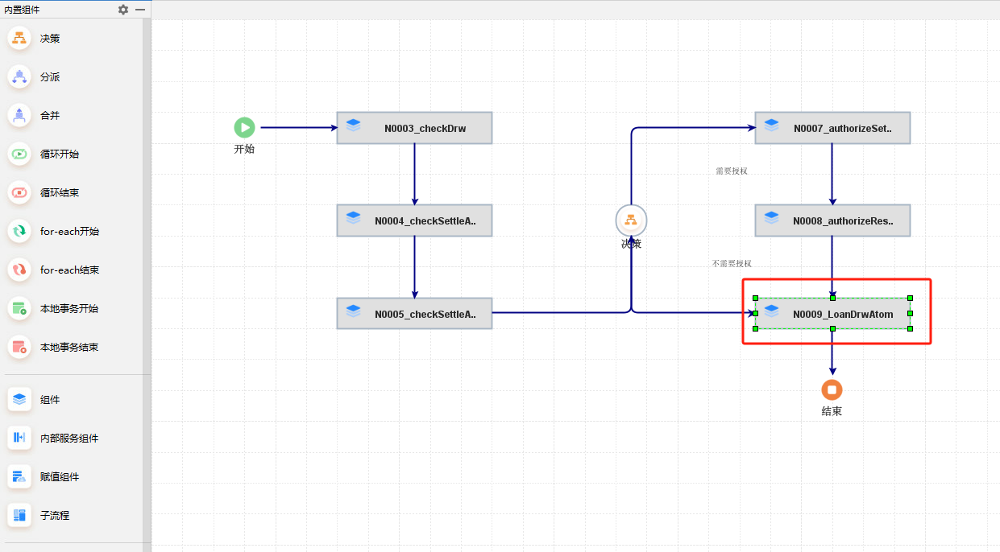 内置组件
决策
分派
合并
循环开始
循环结束
for-each开始
for-each结束
本地事务开始
本地事务结束
组件
内部服务组件
赋值组件
子流程
开始
N0003_checkDrw
N0004_checkSettleA..
N0005_checkSettleA..
决策
需要授权
不需要授权
N0007_authorizeSet..
N0008_authorizeRes..
N0009_LoanDrwAtom
结束